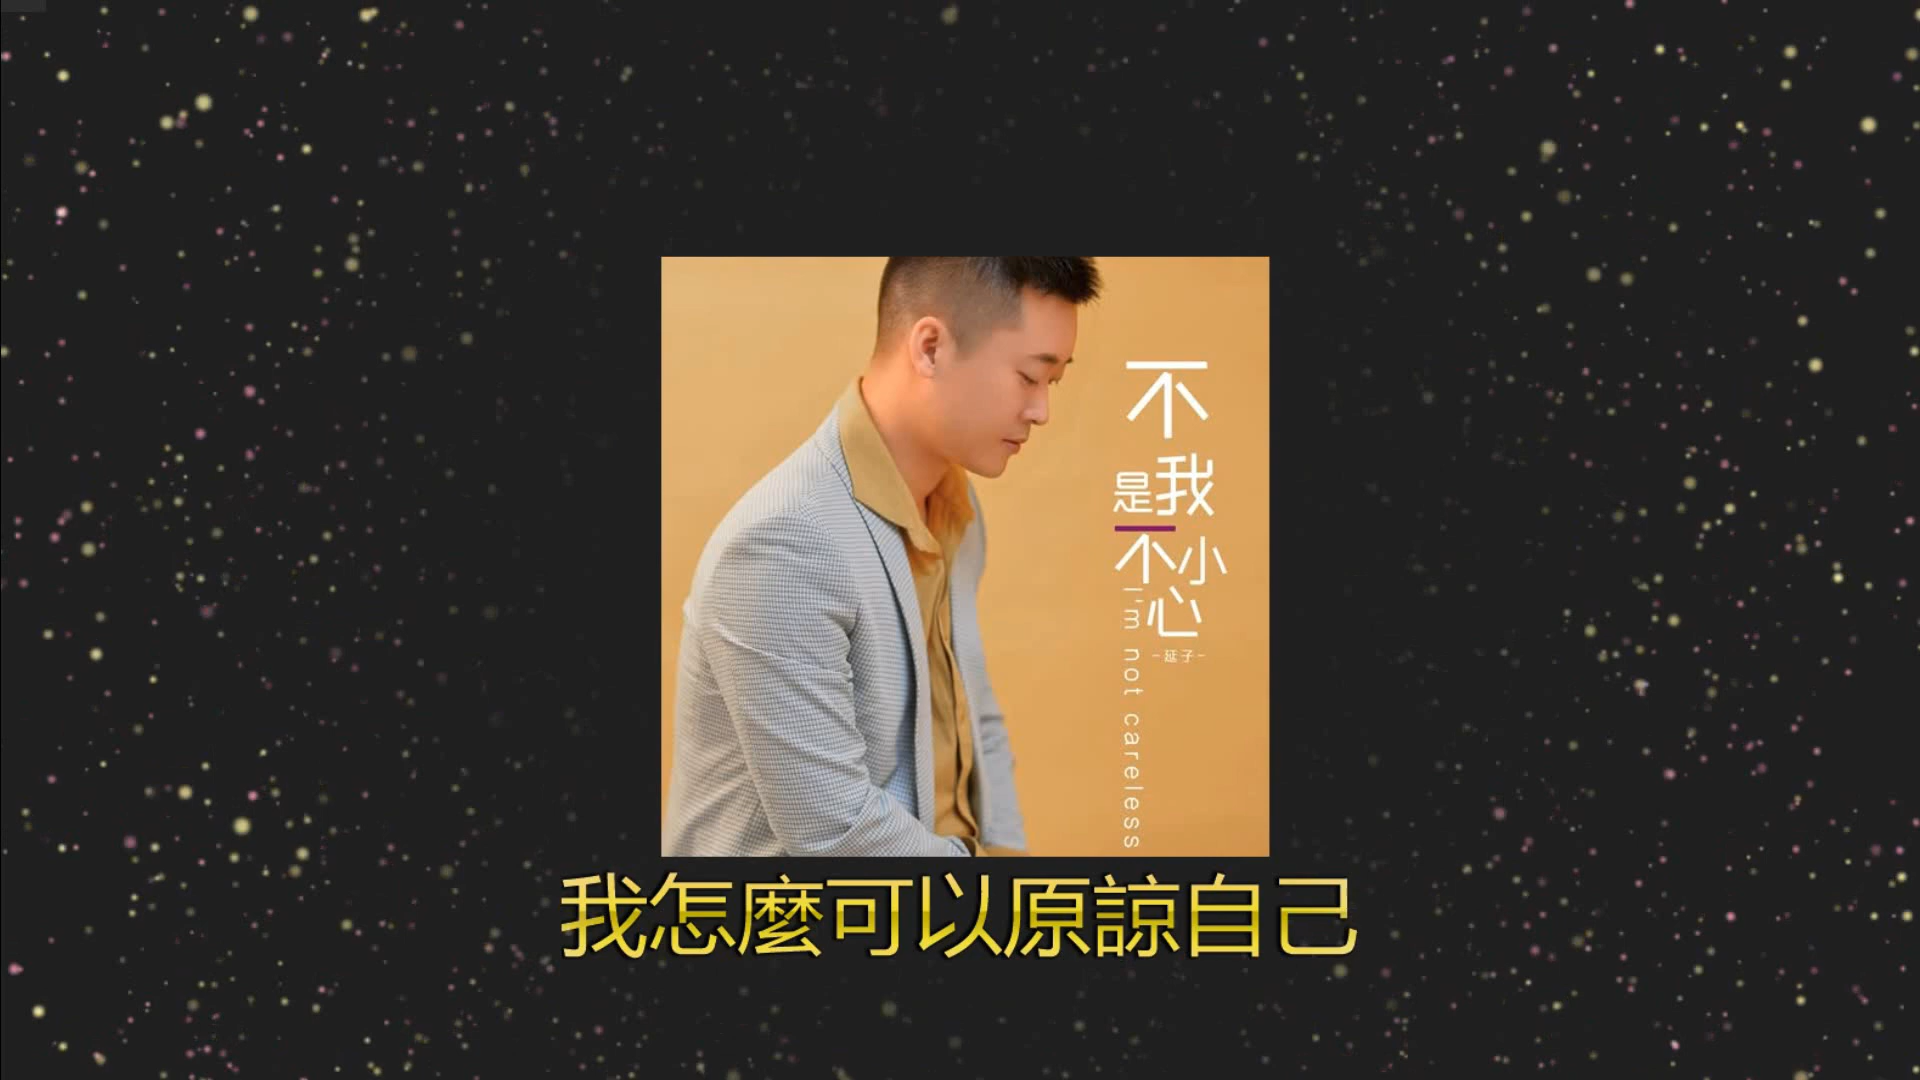 不
是我
不小
心
I'm not careless
-延子-
我怎麼可以原諒自己